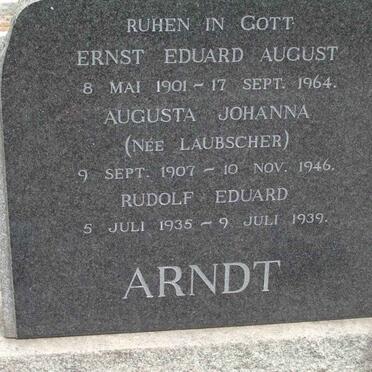 RUHEN IN GOTT
ERNST EDUARD AUGUST
8 MAI 1901 – 17 SEPT. 1964.
AUGUSTA JOHANNA
(NÉE LAUBSCHER)
9 SEPT. 1907 – 10 NOV. 1946.
RUDOLF EDUARD
5 JULI 1935 – 9 JULI 1939.
ARNDT